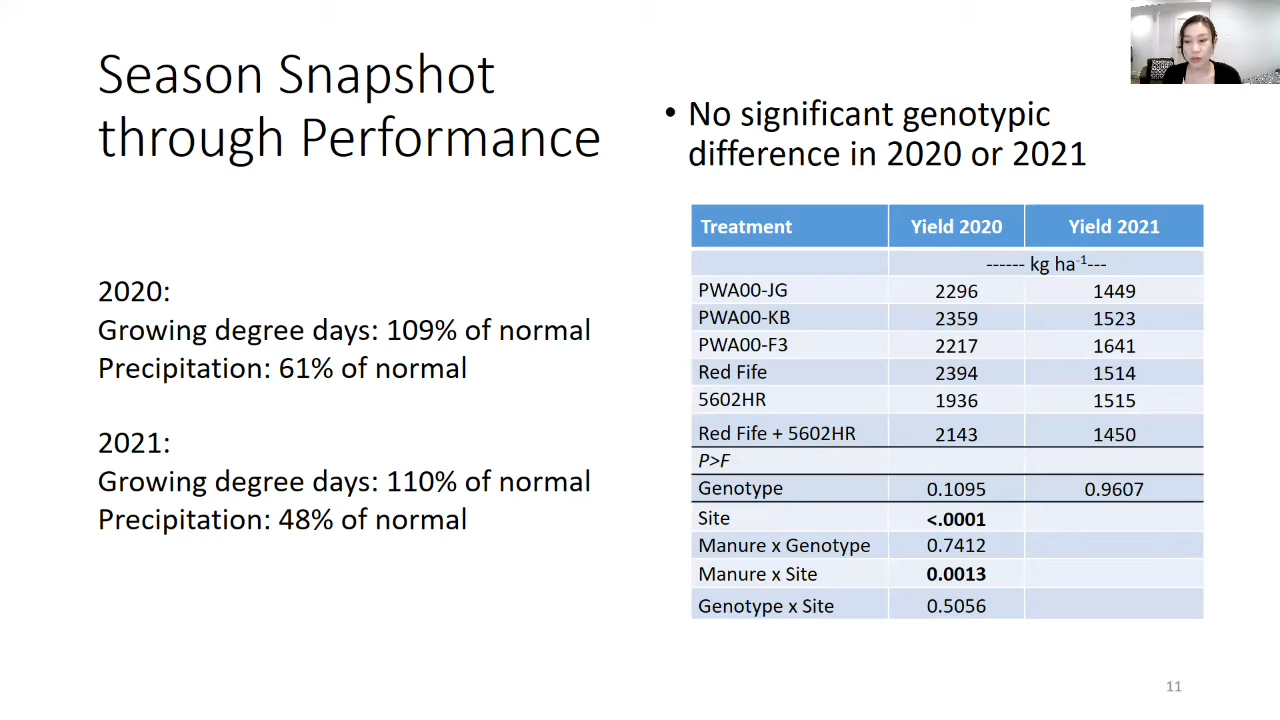 Season Snapshot
through Performance
2020:
Growing degree days: 109% of normal
Precipitation: 61% of normal
2021:
Growing degree days: 110% of normal
Precipitation: 48% of normal
• No significant genotypic
difference in 2020 or 2021
Treatment Yield 2020 Yield 2021
------ kg ha⁻¹---
PWA00-JG 2296 1449
PWA00-KB 2359 1523
PWA00-F3 2217 1641
Red Fife 2394 1514
5602HR 1936 1515
Red Fife + 5602HR 2143 1450
P>F
Genotype 0.1095 0.9607
Site <.0001
Manure x Genotype 0.7412
Manure x Site 0.0013
Genotype x Site 0.5056
11